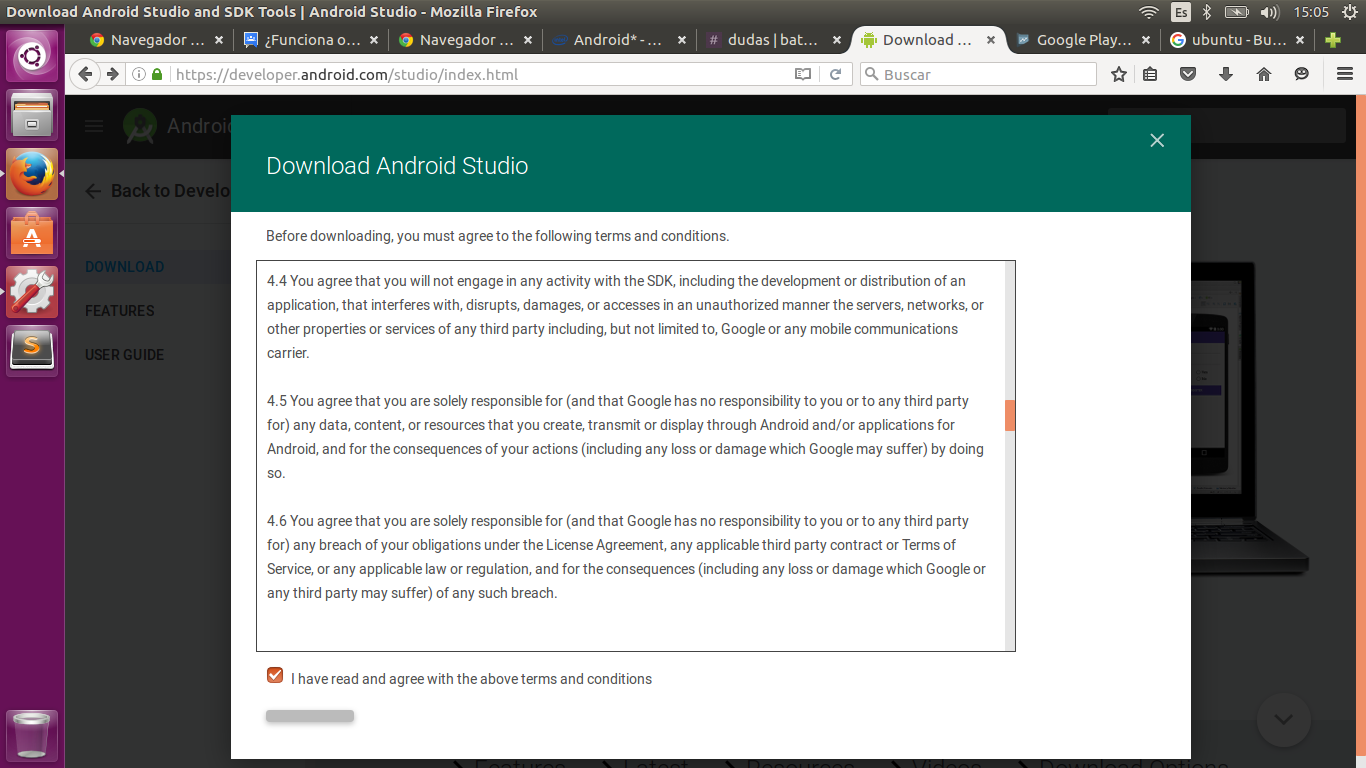 Download Android Studio and SDK Tools | Android Studio - Mozilla Firefox
Es
15:05
Navegador ...
¿Funciona o...
Navegador ...
Android* - ...
dudas | bat...
Download ...
Google Play...
ubuntu - Bu...
https://developer.android.com/studio/index.html
Buscar
Android
Back to Develo
DOWNLOAD
FEATURES
USER GUIDE
Download Android Studio
Before downloading, you must agree to the following terms and conditions.
4.4 You agree that you will not engage in any activity with the SDK, including the development or distribution of an
application, that interferes with, disrupts, damages, or accesses in an unauthorized manner the servers, networks, or
other properties or services of any third party including, but not limited to, Google or any mobile communications
carrier.
4.5 You agree that you are solely responsible for (and that Google has no responsibility to you or to any third party
for) any data, content, or resources that you create, transmit or display through Android and/or applications for
Android, and for the consequences of your actions (including any loss or damage which Google may suffer) by doing
so.
4.6 You agree that you are solely responsible for (and that Google has no responsibility to you or to any third party
for) any breach of your obligations under the License Agreement, any applicable third party contract or Terms of
Service, or any applicable law or regulation, and for the consequences (including any loss or damage which Google or
any third party may suffer) of any such breach.
I have read and agree with the above terms and conditions
Features
Latest
Resources
Videos
Download Options